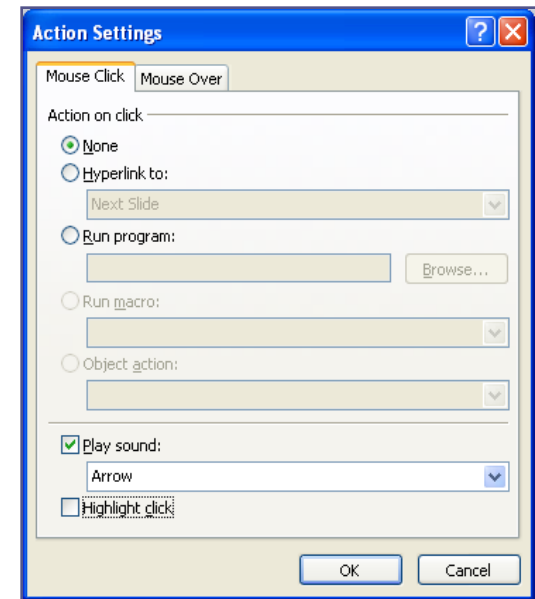 Action Settings
Mouse Click Mouse Over
Action on click
None
Hyperlink to:
Next Slide
Run program:
Browse...
Run macro:
Object action:
Play sound:
Arrow
Highlight click
OK Cancel